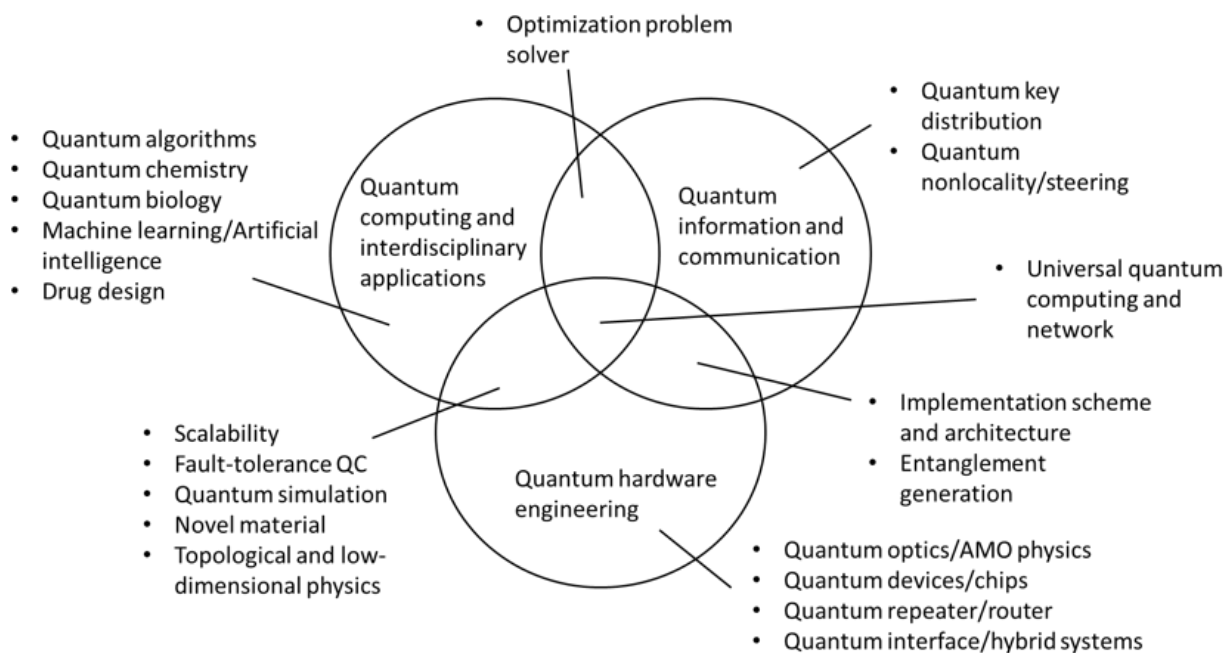 • Optimization problem
solver
• Quantum key
distribution
• Quantum
nonlocality/steering
• Quantum algorithms
• Quantum chemistry
• Quantum biology
• Machine learning/Artificial
intelligence
• Drug design
Quantum
computing and
interdisciplinary
applications
Quantum
information and
communication
• Universal quantum
computing and
network
• Implementation scheme
and architecture
• Entanglement
generation
• Scalability
• Fault-tolerance QC
• Quantum simulation
• Novel material
• Topological and low-
dimensional physics
Quantum hardware
engineering
• Quantum optics/AMO physics
• Quantum devices/chips
• Quantum repeater/router
• Quantum interface/hybrid systems